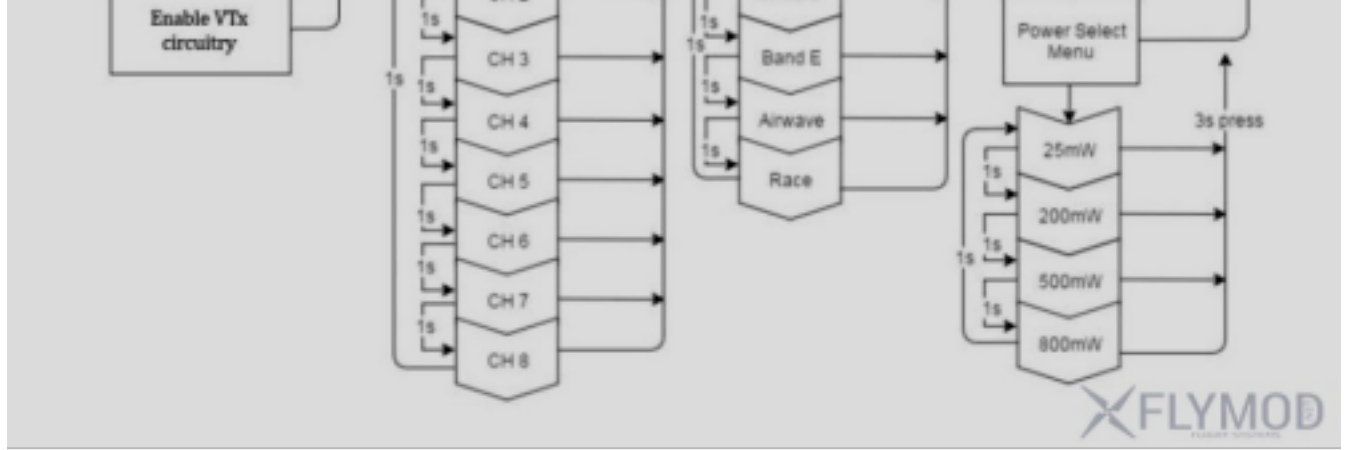 Enable VTx
circuitry
1s
1s
CH 3
1s
CH 4
1s
CH 5
1s
CH 6
1s
CH 7
1s
CH 8
1s
1s
1s
Band E
1s
Airwave
1s
Race
Power Select
Menu
3s press
25mW
1s
200mW
1s
1s
500mW
1s
800mW
FLYMOD